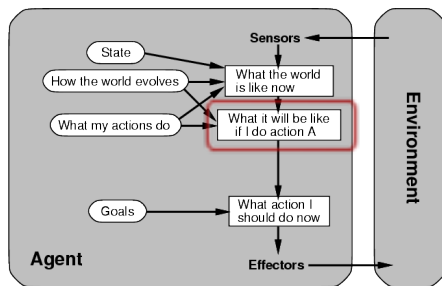 Sensors
State
How the world evolves
What the world
is like now
What my actions do
What it will be like
if I do action A
Goals
What action I
should do now
Agent
Effectors
Environment